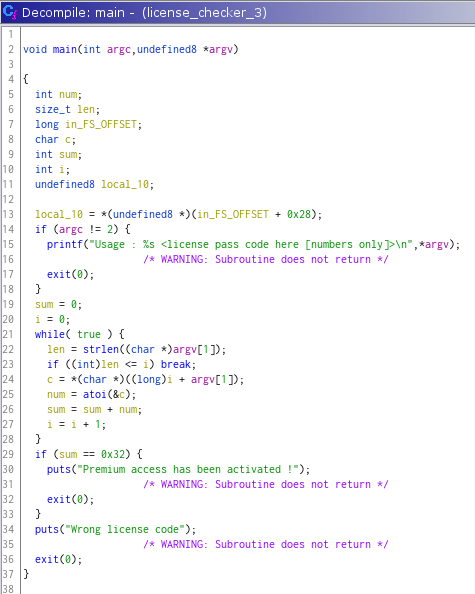 Decompile: main - (license_checker_3)
1
2 void main(int argc,undefined8 *argv)
3
4 {
5   int num;
6   size_t len;
7   long in_FS_OFFSET;
8   char c;
9   int sum;
10   int i;
11   undefined8 local_10;
12
13   local_10 = *(undefined8 *)(in_FS_OFFSET + 0x28);
14   if (argc != 2) {
15     printf("Usage : %s <license pass code here [numbers only]>\n",*argv);
16                     /* WARNING: Subroutine does not return */
17     exit(0);
18   }
19   sum = 0;
20   i = 0;
21   while( true ) {
22     len = strlen((char *)argv[1]);
23     if ((int)len <= i) break;
24     c = *(char *)((long)i + argv[1]);
25     num = atoi(&c);
26     sum = sum + num;
27     i = i + 1;
28   }
29   if (sum == 0x32) {
30     puts("Premium access has been activated !");
31                     /* WARNING: Subroutine does not return */
32     exit(0);
33   }
34   puts("Wrong license code");
35                     /* WARNING: Subroutine does not return */
36   exit(0);
37 }
38